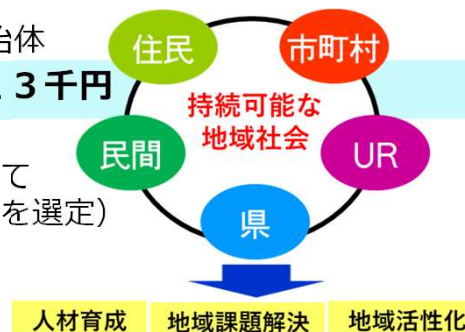 治体
３千円
て
を選定）
住民
市町村
持続可能な
地域社会
民間
UR
県
人材育成
地域課題解決
地域活性化